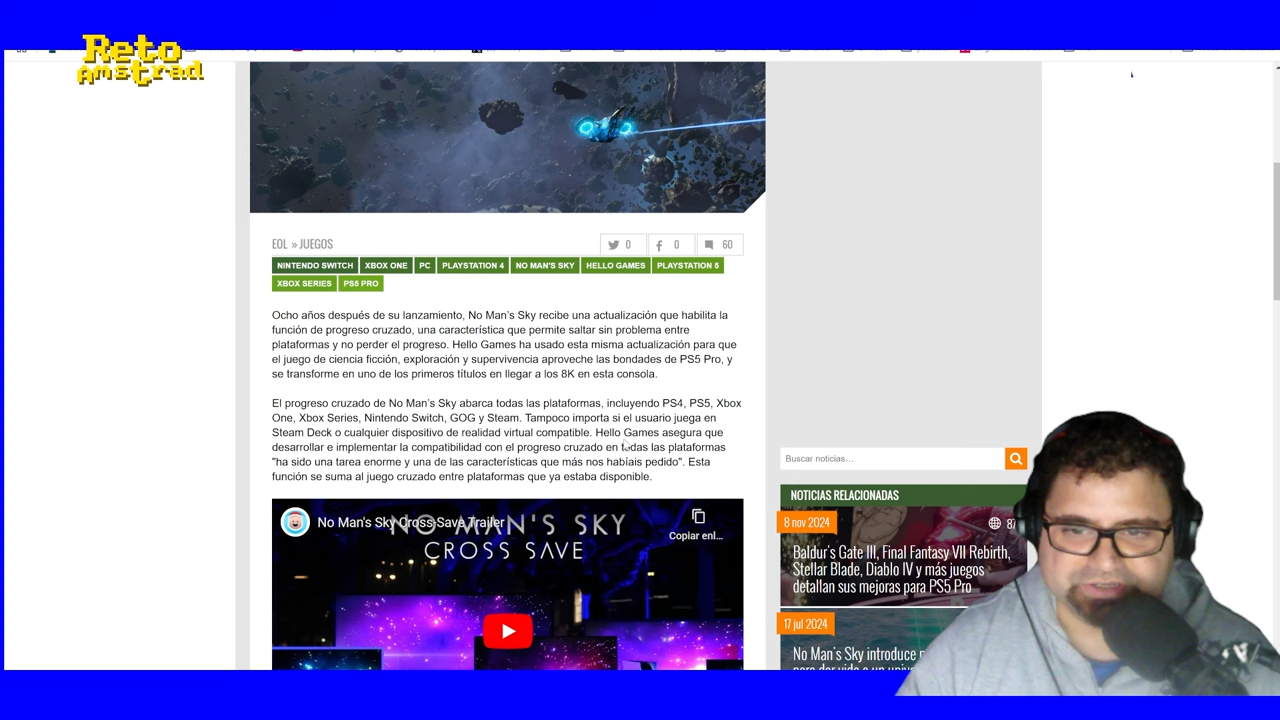 Reto
Amstrad
EOL » JUEGOS
0
0
60
NINTENDO SWITCH
XBOX ONE
PC
PLAYSTATION 4
NO MAN'S SKY
HELLO GAMES
PLAYSTATION 5
XBOX SERIES
PS5 PRO
Ocho años después de su lanzamiento, No Man's Sky recibe una actualización que habilita la
función de progreso cruzado, una característica que permite saltar sin problema entre
plataformas y no perder el progreso. Hello Games ha usado esta misma actualización para que
el juego de ciencia ficción, exploración y supervivencia aproveche las bondades de PS5 Pro, y
se transforme en uno de los primeros títulos en llegar a los 8K en esta consola.
El progreso cruzado de No Man's Sky abarca todas las plataformas, incluyendo PS4, PS5, Xbox
One, Xbox Series, Nintendo Switch, GOG y Steam. Tampoco importa si el usuario juega en
Steam Deck o cualquier dispositivo de realidad virtual compatible. Hello Games asegura que
desarrollar e implementar la compatibilidad con el progreso cruzado en todas las plataformas
"ha sido una tarea enorme y una de las características que más nos habíais pedido". Esta
función se suma al juego cruzado entre plataformas que ya estaba disponible.
No Man's Sky Cross Save Trailer
Copiar enl...
NO MAN'S SKY
CROSS SAVE
Buscar noticias...
NOTICIAS RELACIONADAS
8 nov 2024
87
Baldur's Gate III, Final Fantasy VII Rebirth,
Stellar Blade, Diablo IV y más juegos
detallan sus mejoras para PS5 Pro
17 jul 2024
No Man's Sky introduce
para dar vida a un